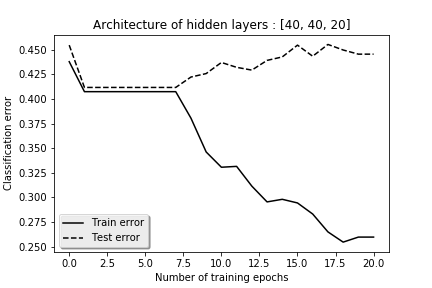 Architecture of hidden layers : [40, 40, 20]
Classification error
0.450
0.425
0.400
0.375
0.350
0.325
0.300
0.275
0.250
Train error
Test error
0.0 2.5 5.0 7.5 10.0 12.5 15.0 17.5 20.0
Number of training epochs